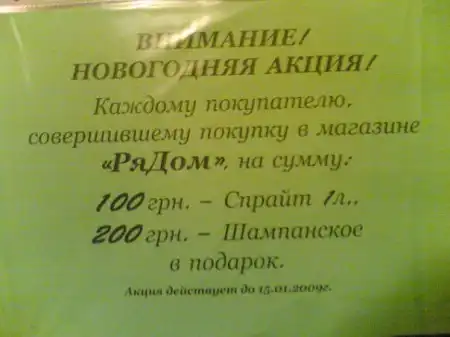 ВНИМАНИЕ!
НОВОГОДНЯЯ АКЦИЯ!
Каждому покупателю,
совершившему покупку в магазине
«РяДом», на сумму:
100 грн. – Спрайт 1л..
200 грн. – Шампанское
в подарок.
Акция действует до 15.01.2009г.